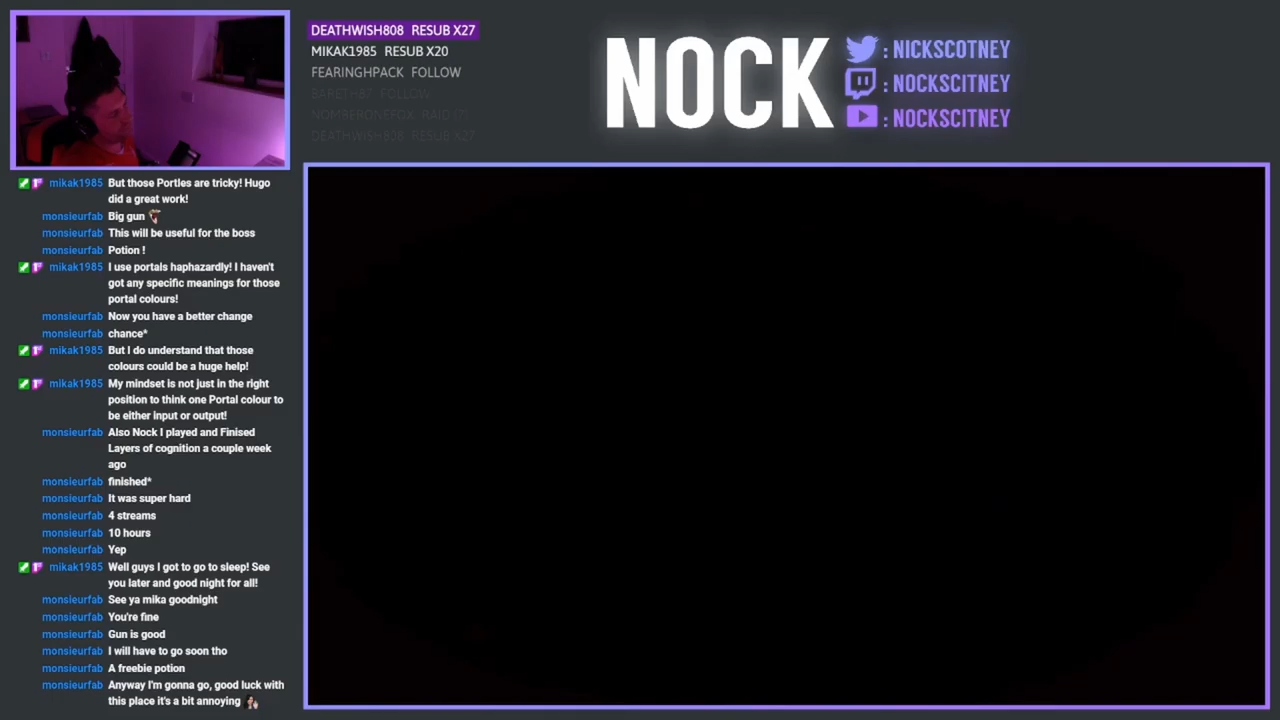 DEATHWISH808 RESUB X27
MIKAK1985 RESUB X20
FEARINGHPACK FOLLOW
DEATHWISH808 RESUB X27
NOCK
: NICKSCOTNEY
: NOCKSCITNEY
: NOCKSCITNEY
mikak1985 But those Portles are tricky! Hugo
did a great work!
monsieurfab Big gun
monsieurfab This will be useful for the boss
monsieurfab Potion !
mikak1985 I use portals haphazardly! I haven't
got any specific meanings for those
portal colours!
monsieurfab Now you have a better change
monsieurfab chance*
mikak1985 But I do understand that those
colours could be a huge help!
mikak1985 My mindset is not just in the right
position to think one Portal colour to
be either input or output!
monsieurfab Also Nock I played and Finised
Layers of cognition a couple week
ago
monsieurfab finished*
monsieurfab It was super hard
monsieurfab 4 streams
monsieurfab 10 hours
monsieurfab Yep
mikak1985 Well guys I got to go to sleep! See
you later and good night for all!
monsieurfab See ya mika goodnight
monsieurfab You're fine
monsieurfab Gun is good
monsieurfab I will have to go soon tho
monsieurfab A freebie potion
monsieurfab Anyway I'm gonna go, good luck with
this place it's a bit annoying